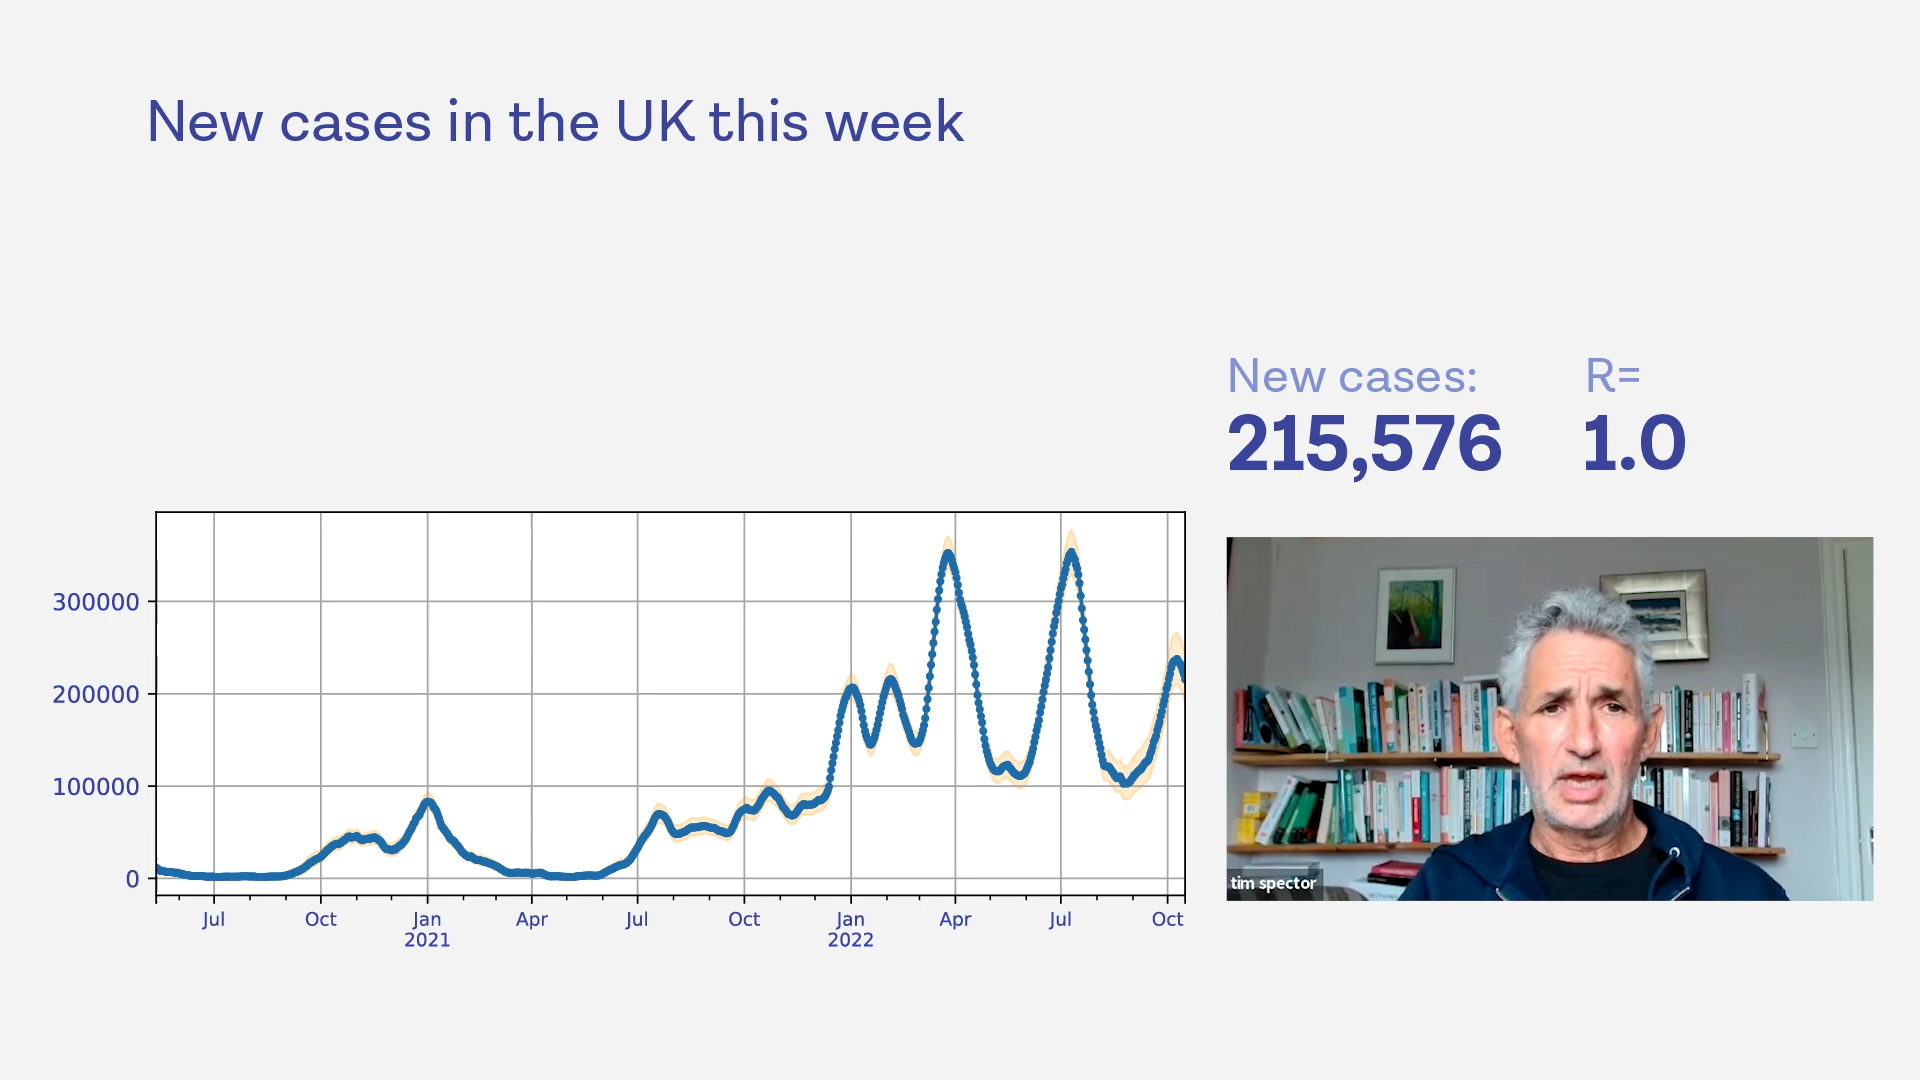 New cases in the UK this week
New cases: R=
215,576 1.0
300000
200000
100000
0
Jul Oct Jan Apr Jul Oct Jan Apr Jul Oct
2021 2022
tim spector